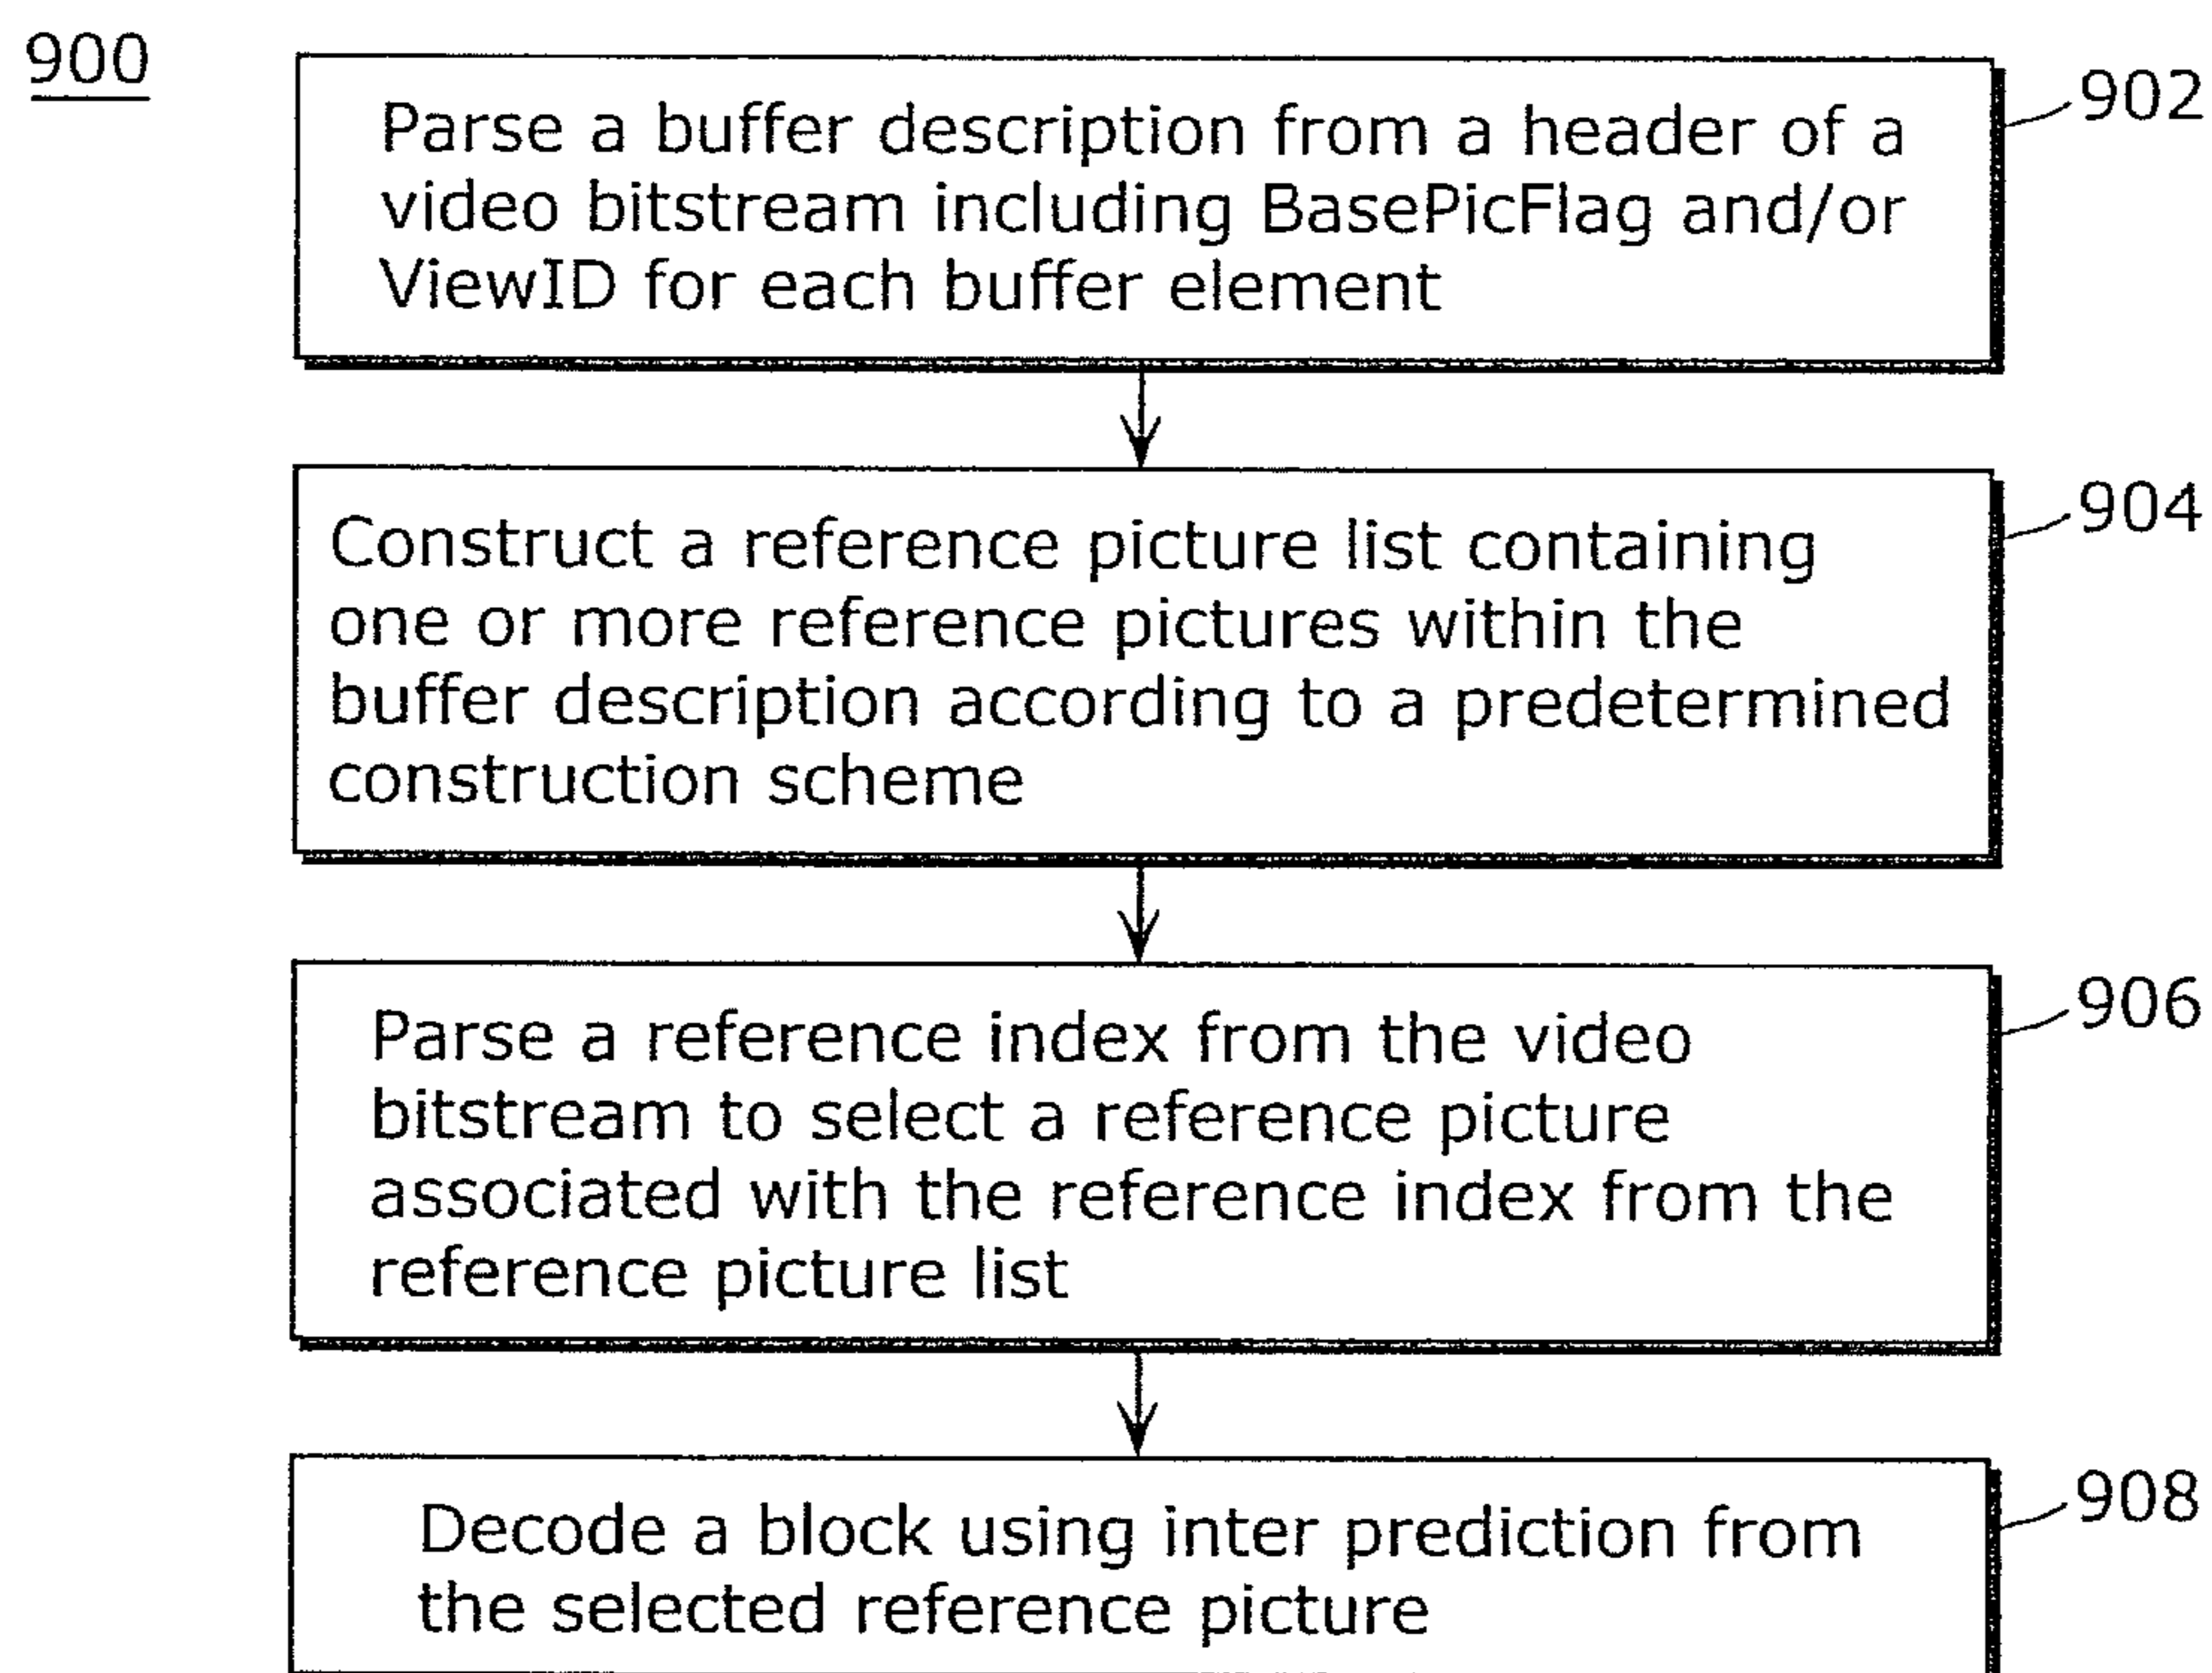 900
902
Parse a buffer description from a header of a
video bitstream including BasePicFlag and/or
ViewID for each buffer element
904
Construct a reference picture list containing
one or more reference pictures within the
buffer description according to a predetermined
construction scheme
906
Parse a reference index from the video
bitstream to select a reference picture
associated with the reference index from the
reference picture list
908
Decode a block using inter prediction from
the selected reference picture